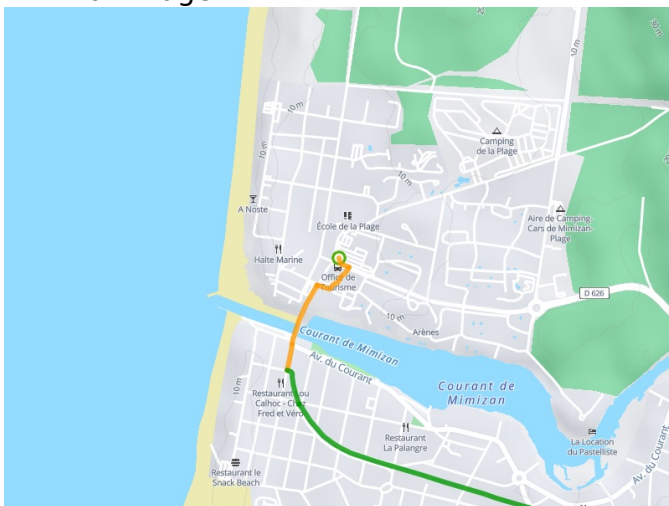 10 m
10 m
10 m
Camping
de la Plage
10 m
A Noste
École de la Plage
Aire de Camping
Cars de Mimizan-
Plage
Halte Marine
Office de
Tourisme
D 626
10 m
Arènes
Courant de Mimizan
Av. du Courant
10 m
Courant de
Mimizan
Restaurant Lou
Calhoc - Chez
Fred et Véro
Restaurant
La Palangre
La Location
du Pastelliste
Av. du Courant
Restaurant le
Snack Beach